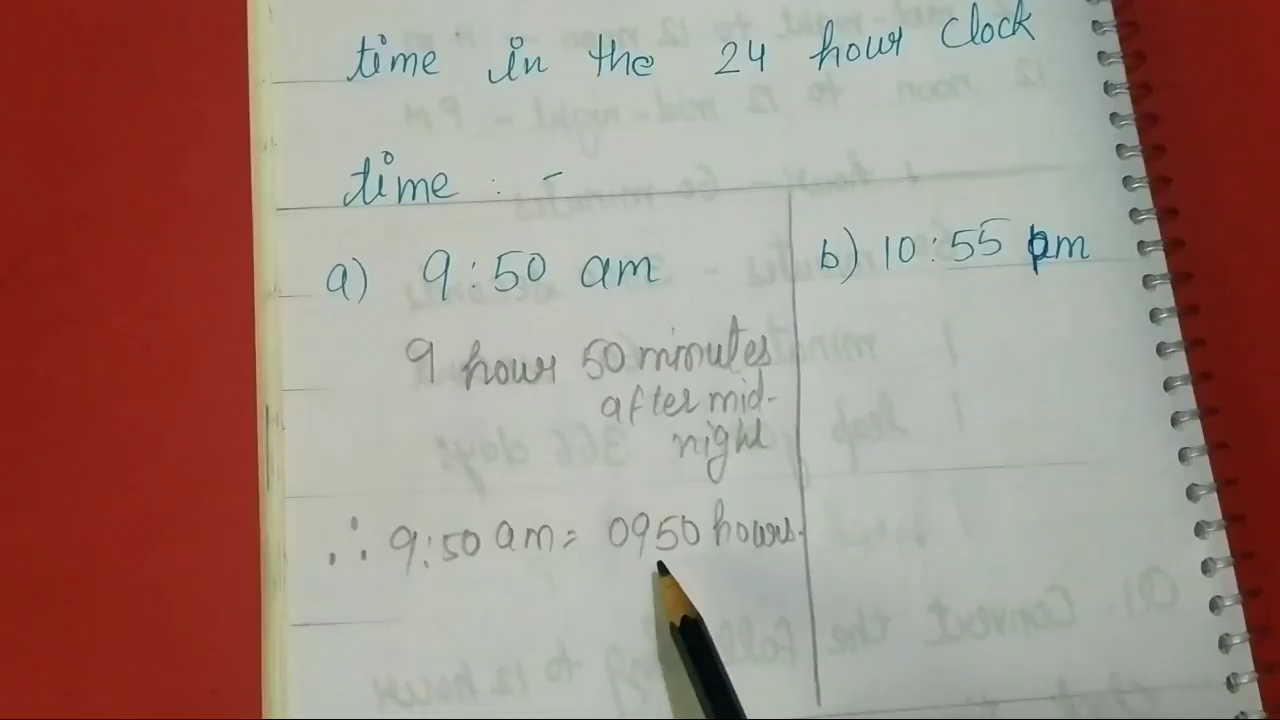 time in the 24 hour clock
time : -
a) 9:50 am
9 hour 50 minutes
after mid-
night
∴ 9:50 am = 0950 hours.
b) 10:55 pm